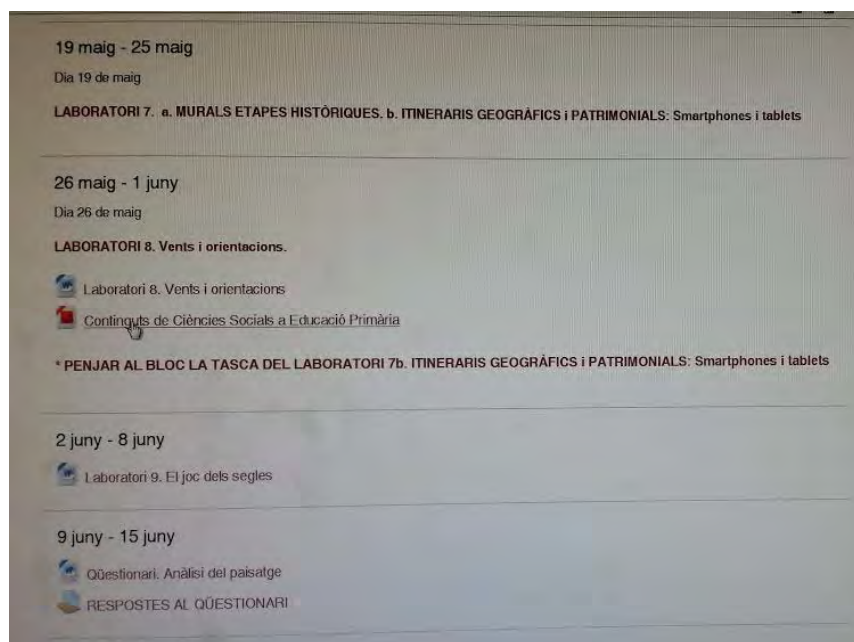 19 maig - 25 maig
Dia 19 de maig
LABORATORI 7. a. MURALS ETAPES HISTÒRIQUES. b. ITINERARIS GEOGRÀFICS i PATRIMONIALS: Smartphones i tablets
26 maig - 1 juny
Dia 26 de maig
LABORATORI 8. Vents i orientacions.
Laboratori 8. Vents i orientacions
Continguts de Ciències Socials a Educació Primària
* PENJAR AL BLOC LA TASCA DEL LABORATORI 7b. ITINERARIS GEOGRÀFICS i PATRIMONIALS: Smartphones i tablets
2 juny - 8 juny
Laboratori 9. El joc dels segles
9 juny - 15 juny
Qüestionari. Anàlisi del paisatge
RESPOSTES AL QÜESTIONARI